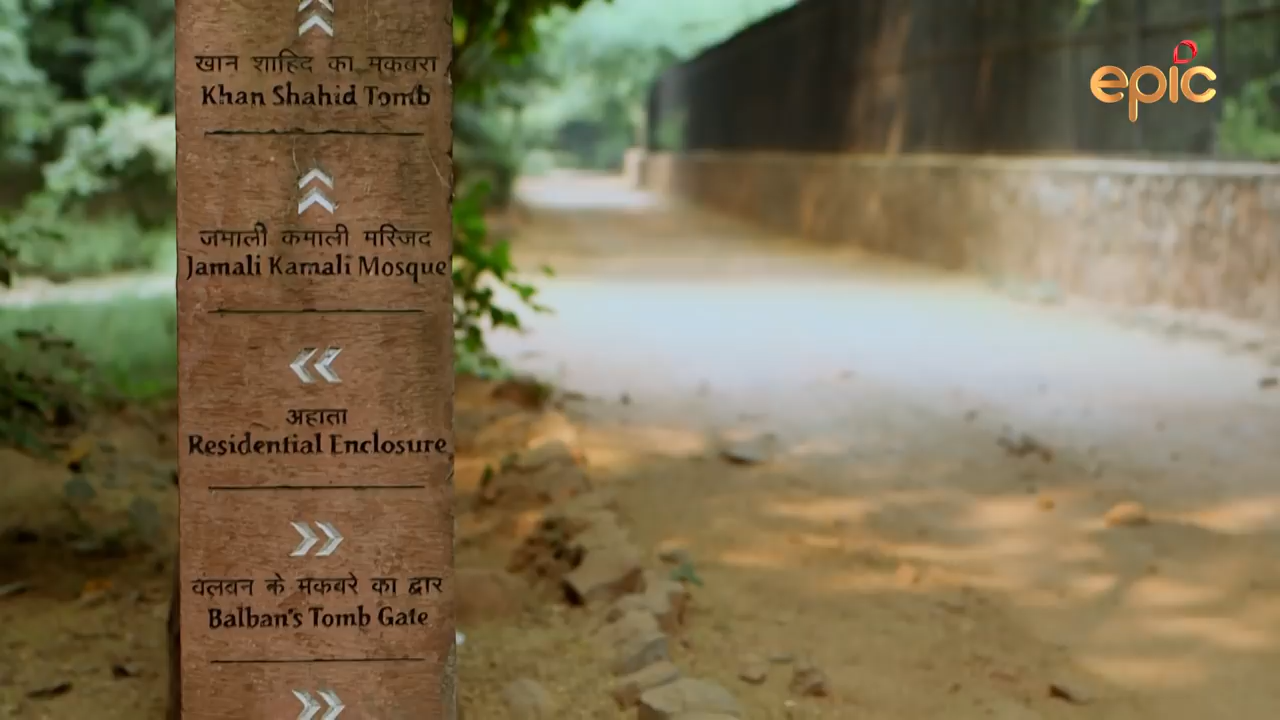 खान शाहिद का मकबरा
Khan Shahid Tomb
जमाली कमाली मस्जिद
Jamali Kamali Mosque
अहाता
Residential Enclosure
बलबन के मकबरे का द्वार
Balban's Tomb Gate
epic